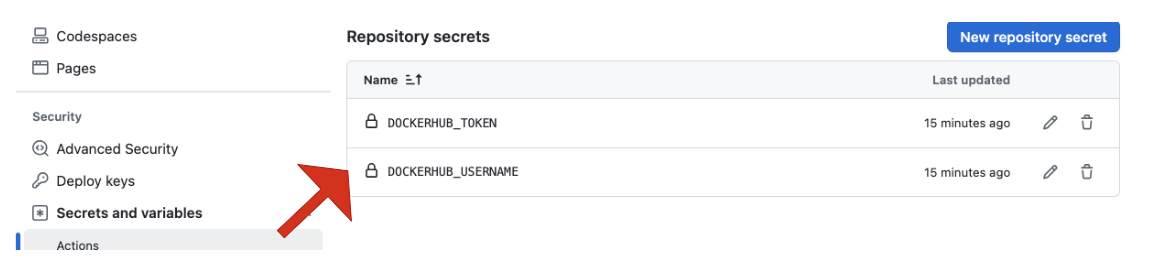 Codespaces
Pages
Security
Advanced Security
Deploy keys
Secrets and variables
Actions
Repository secrets
New repository secret
Name Last updated
DOCKERHUB_TOKEN 15 minutes ago
DOCKERHUB_USERNAME 15 minutes ago